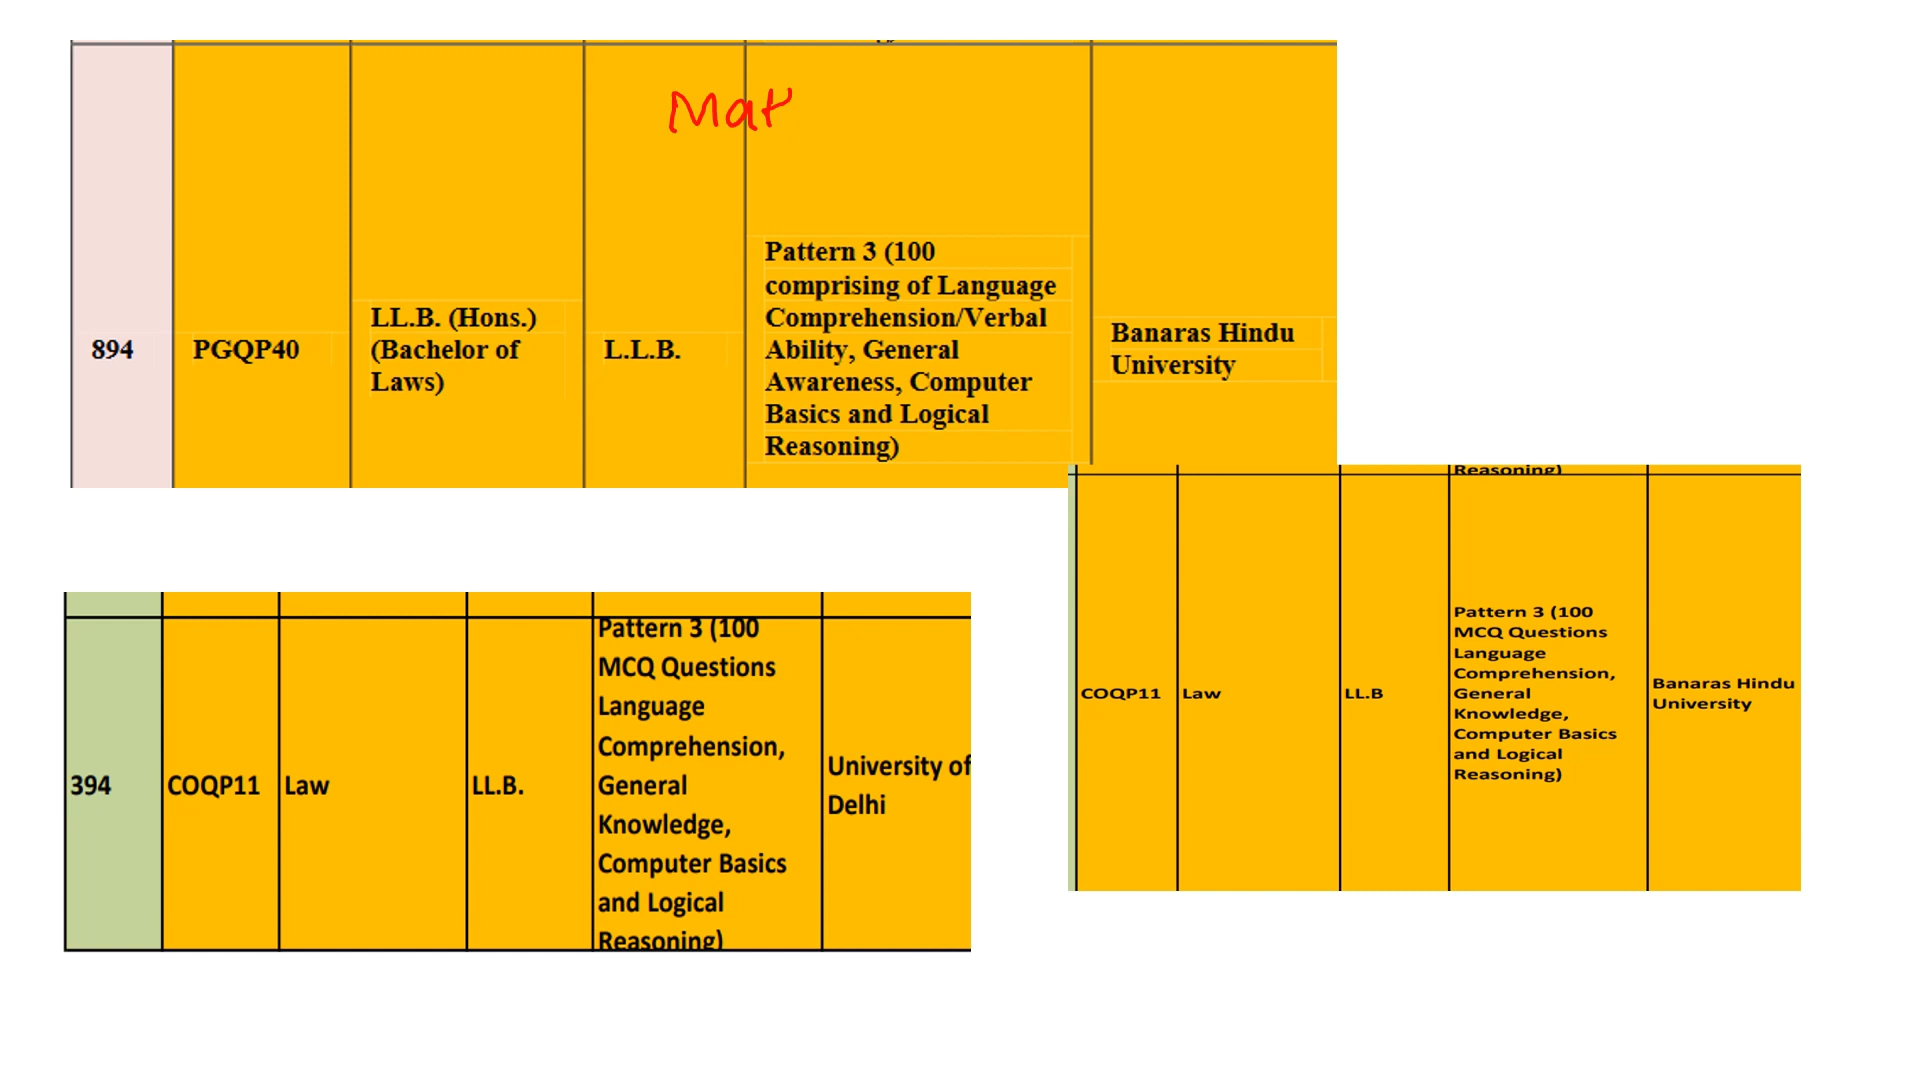 Mat
894
PGQP40
LL.B. (Hons.)
(Bachelor of
Laws)
L.L.B.
Pattern 3 (100
comprising of Language
Comprehension/Verbal
Ability, General
Awareness, Computer
Basics and Logical
Reasoning)
Banaras Hindu
University
Reasoning)
COQP11
Law
LL.B
Pattern 3 (100
MCQ Questions
Language
Comprehension,
General
Knowledge,
Computer Basics
and Logical
Reasoning)
Banaras Hindu
University
394
COQP11
Law
LL.B.
Pattern 3 (100
MCQ Questions
Language
Comprehension,
General
Knowledge,
Computer Basics
and Logical
Reasoning)
University of
Delhi